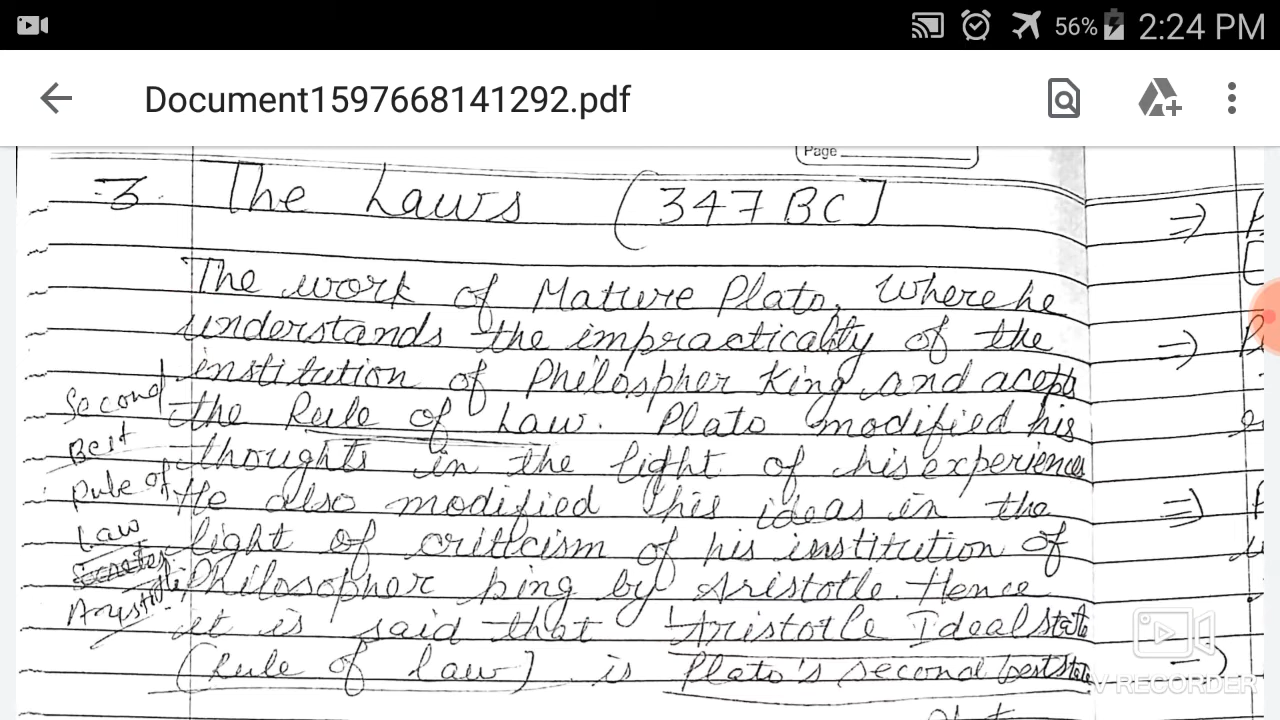 56% 2:24 PM
Document1597668141292.pdf
Page
3. The Laws (347 BC]
The work of Mature Plato, where he
understands the impracticality of the
institution of Philospher King and acepts
the Rule of Law. Plato modified his
thoughts in the light of his experiences
He also modified his ideas in the
light of criticism of his institution of
Philosopher king by Aristotle. Hence
it is said that Aristotle Ideal state
(Rule of law] is Plato's second best state
Second
Best
Rule of
Law
Aristotle
V RECORDER